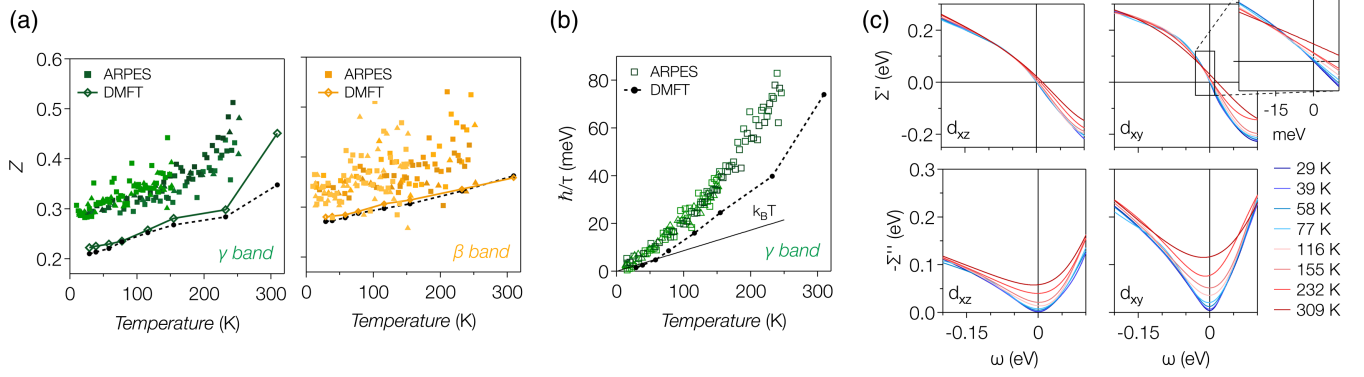 (a)
0.6
0.5
0.4
0.3
0.2
Z
ARPES
DMFT
γ band
0
100
200
300
Temperature (K)
ARPES
DMFT
β band
0
100
200
300
Temperature (K)
(b)
80
60
40
20
0
ħ/τ (meV)
ARPES
DMFT
k_BT
γ band
0
100
200
300
Temperature (K)
(c)
0.2
0.0
-0.2
Σ' (eV)
d_xz
d_xy
-15
0
meV
0.3
0.2
0.1
0.0
-Σ'' (eV)
d_xz
d_xy
-0.15
0
ω (eV)
-0.15
0
ω (eV)
29 K
39 K
58 K
77 K
116 K
155 K
232 K
309 K